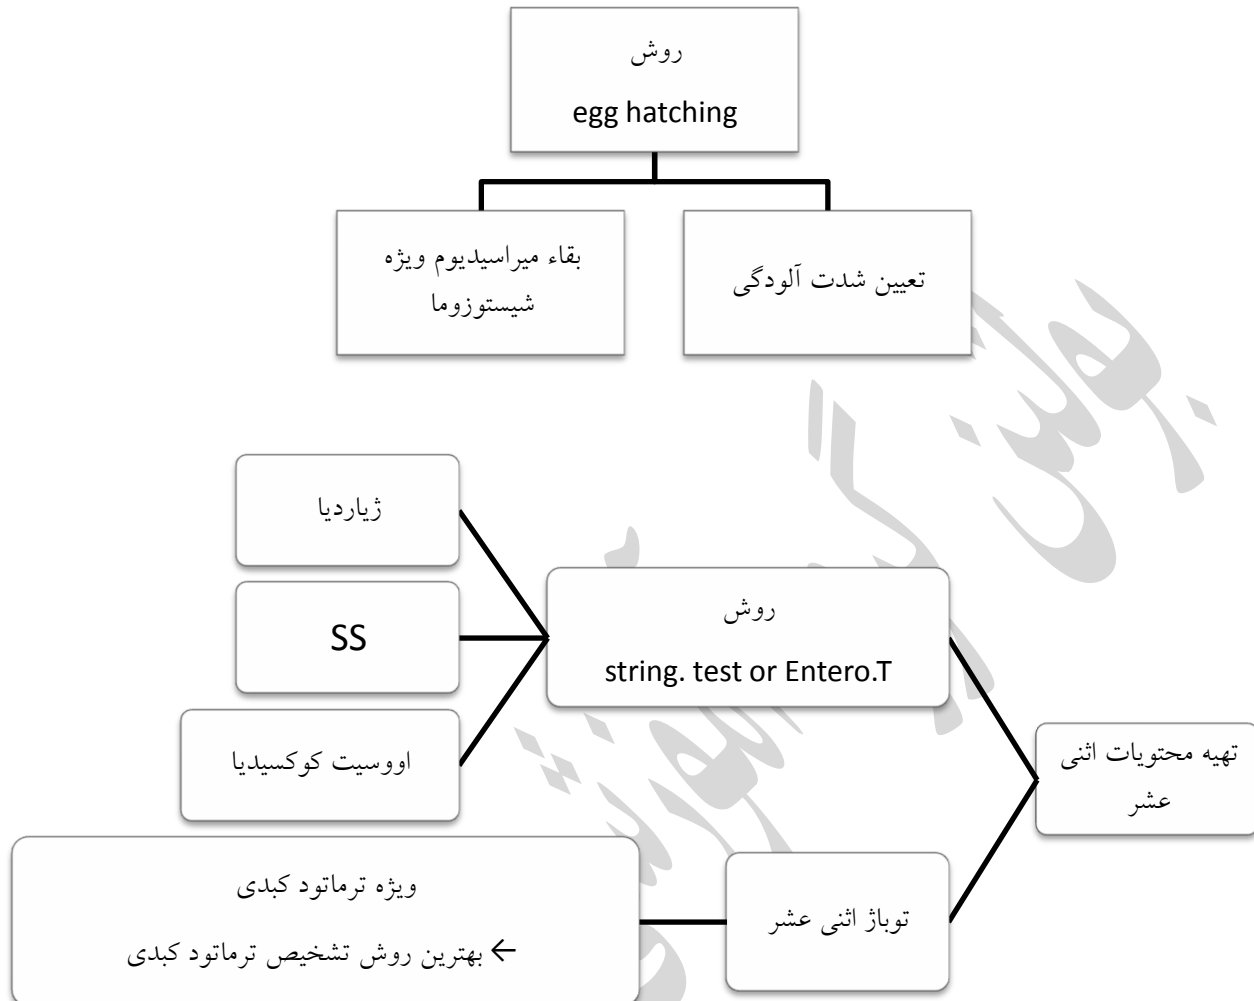 روش
egg hatching
تعیین شدت آلودگی
بقاء میراسیدیوم ویژه
شیستوزوما
تهیه محتویات اثنی
عشر
روش
string. test or Entero.T
ژیاردیا
SS
اووسیت کوکسیدیا
توباژ اثنی عشر
ویژه ترماتود کبدی
← بهترین روش تشخیص ترماتود کبدی